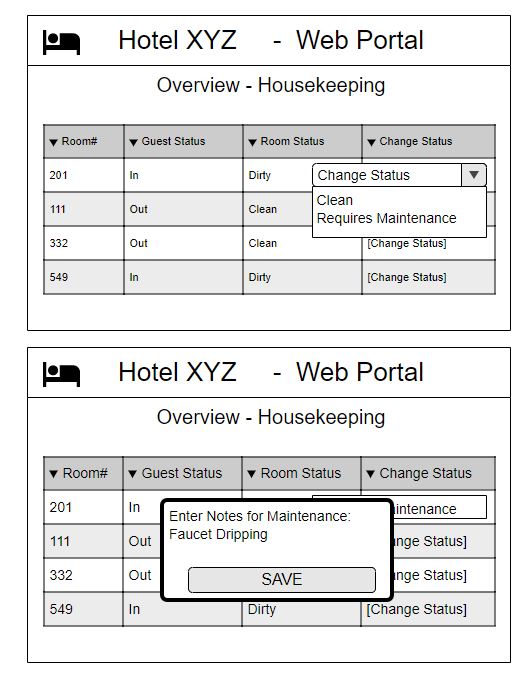 Hotel XYZ - Web Portal
Overview - Housekeeping
Room# Guest Status Room Status Change Status
201 In Dirty Change Status
Clean
Requires Maintenance
111 Out Clean
332 Out Clean [Change Status]
549 In Dirty [Change Status]
Hotel XYZ - Web Portal
Overview - Housekeeping
Room# Guest Status Room Status Change Status
201 In aintenance
Enter Notes for Maintenance:
Faucet Dripping
SAVE
111 Out nge Status]
332 Out nge Status]
549 In Dirty [Change Status]